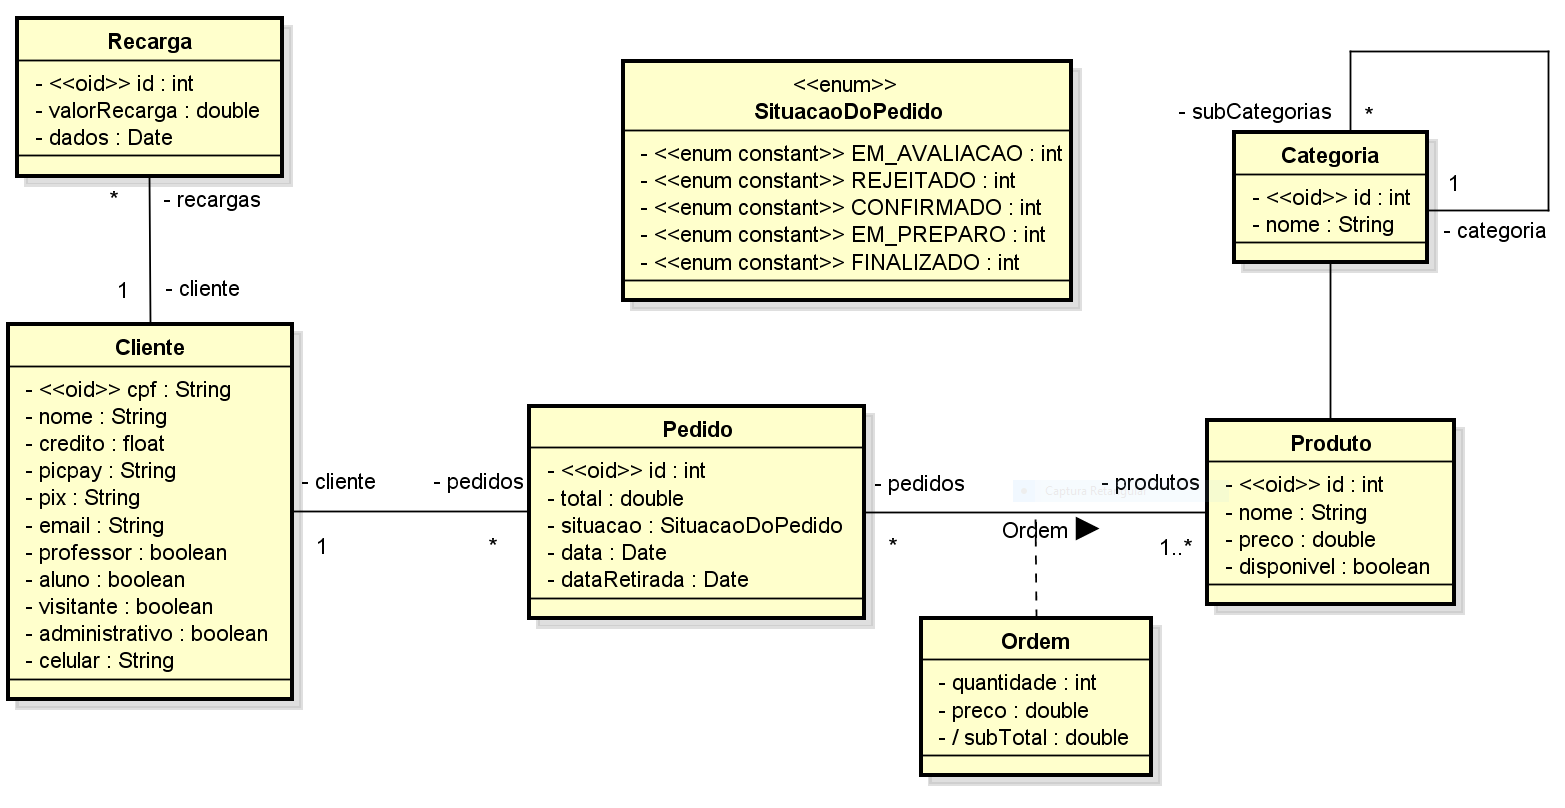 Recarga
- <<oid>> id : int
- valorRecarga : double
- dados : Date
*
- recargas
1
- cliente
<<enum>>
SituacaoDoPedido
- <<enum constant>> EM_AVALIACAO : int
- <<enum constant>> REJEITADO : int
- <<enum constant>> CONFIRMADO : int
- <<enum constant>> EM_PREPARO : int
- <<enum constant>> FINALIZADO : int
- subCategorias
*
Categoria
- <<oid>> id : int
- nome : String
1
- categoria
Cliente
- <<oid>> cpf : String
- nome : String
- credito : float
- picpay : String
- pix : String
- email : String
- professor : boolean
- aluno : boolean
- visitante : boolean
- administrativo : boolean
- celular : String
- cliente
1
- pedidos
*
Pedido
- <<oid>> id : int
- total : double
- situacao : SituacaoDoPedido
- data : Date
- dataRetirada : Date
- pedidos
*
Captura Retangular
- produtos
Ordem
1..*
Produto
- <<oid>> id : int
- nome : String
- preco : double
- disponivel : boolean
Ordem
- quantidade : int
- preco : double
- / subTotal : double